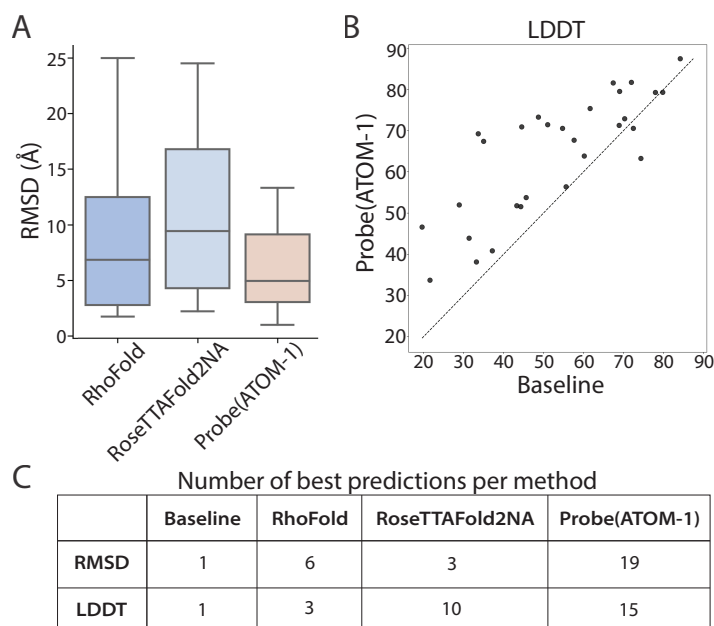 A
RMSD (Å)
25
20
15
10
5
0
RhoFold
RoseTTAFold2NA
Probe(ATOM-1)
B
LDDT
Probe(ATOM-1)
90
80
70
60
50
40
30
20
20 30 40 50 60 70 80 90
Baseline
C
Number of best predictions per method
Baseline RhoFold RoseTTAFold2NA Probe(ATOM-1)
RMSD 1 6 3 19
LDDT 1 3 10 15